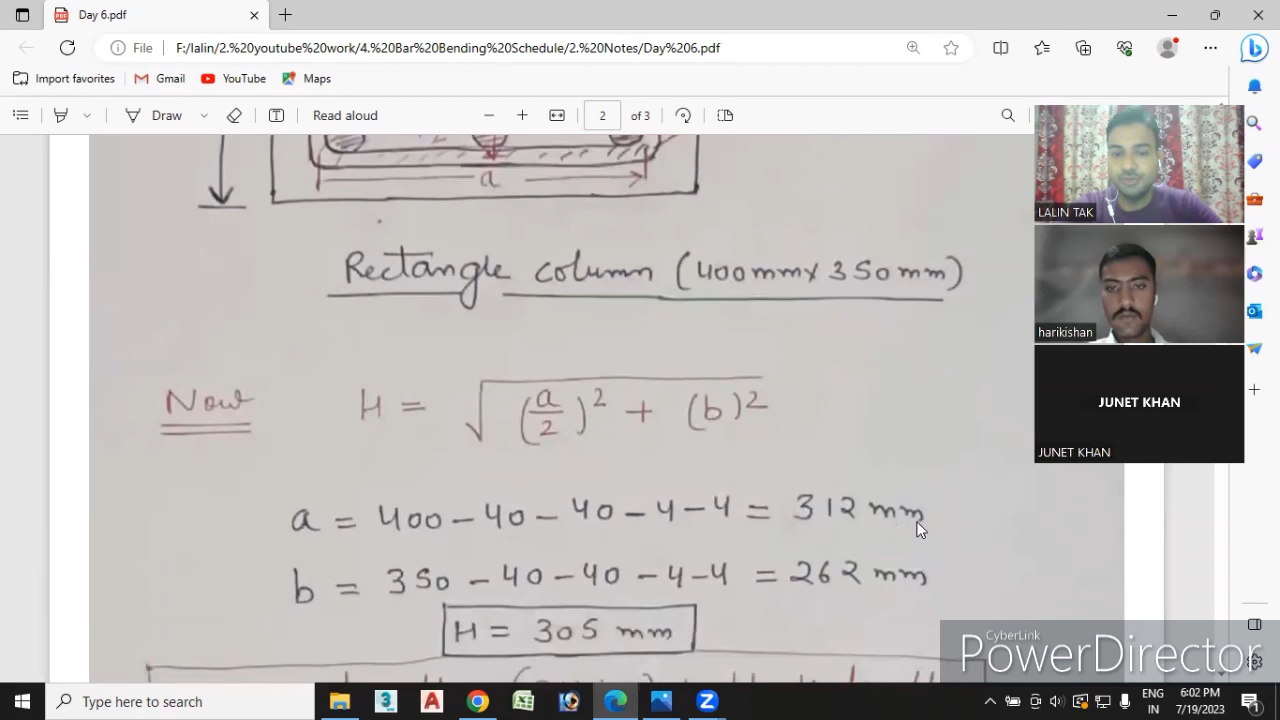 Day 6.pdf
File
F:/lalin/2.%20youtube%20work/4.%20Bar%20Bending%20Schedule/2.%20Notes/Day%206.pdf
Import favorites
Gmail
YouTube
Maps
Draw
Read aloud
2
of 3
a
Rectangle column (400mm x 350mm)
Now H = √(a/2)² + (b)²
a = 400 - 40 - 40 - 4 - 4 = 312 mm
b = 350 - 40 - 40 - 4 - 4 = 262 mm
H = 305 mm
LALIN TAK
harikishan
JUNET KHAN
JUNET KHAN
CyberLink
PowerDirector
Type here to search
ENG
IN
6:02 PM
7/19/2023
1